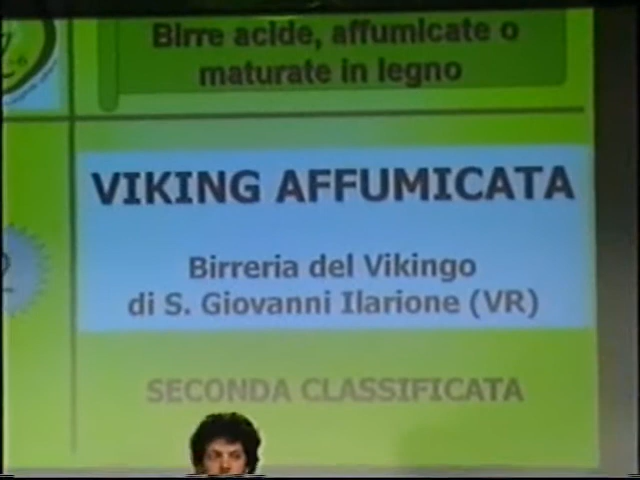 Birre acide, affumicate o
maturate in legno
VIKING AFFUMICATA
Birreria del Vikingo
di S. Giovanni Ilarione (VR)
SECONDA CLASSIFICATA